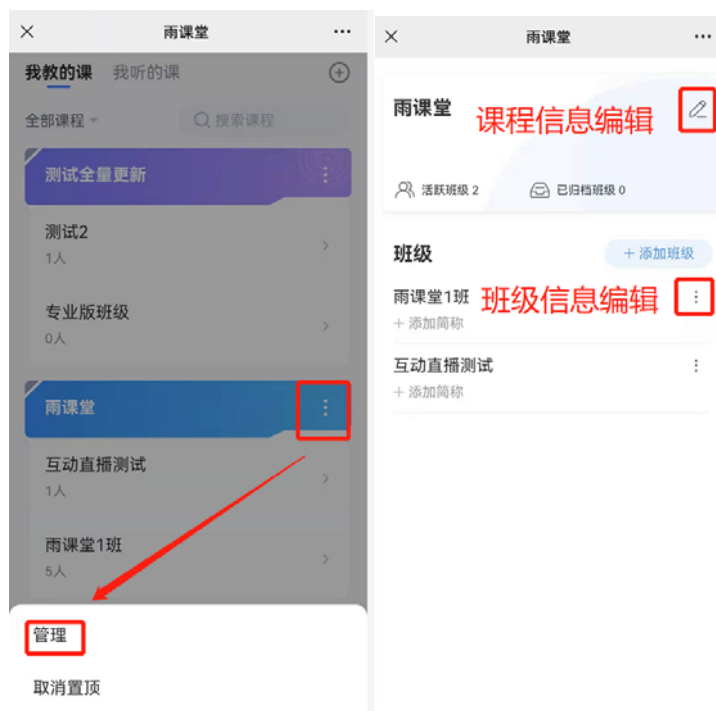 雨课堂
我教的课 我听的课
全部课程 搜索课程
测试全量更新
测试2
1人
专业版班级
0人
雨课堂
互动直播测试
1人
雨课堂1班
5人
管理
取消置顶
雨课堂
雨课堂
课程信息编辑
活跃班级 2 已归档班级 0
班级 + 添加班级
雨课堂1班 班级信息编辑
+ 添加简称
互动直播测试
+ 添加简称